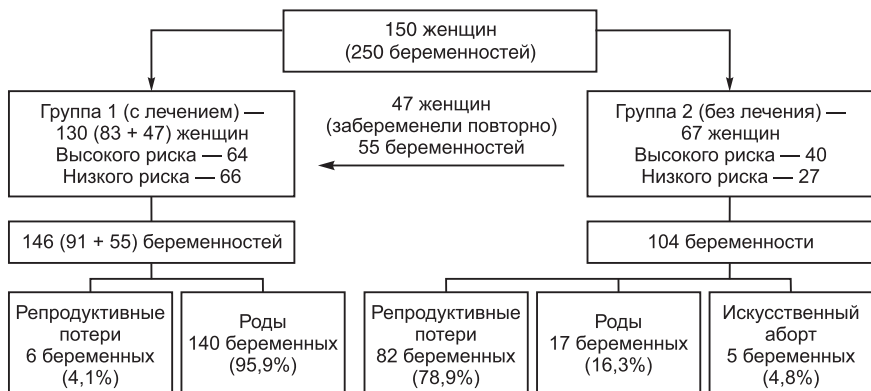 150 женщин
(250 беременностей)
Группа 1 (с лечением) —
130 (83 + 47) женщин
Высокого риска — 64
Низкого риска — 66
47 женщин
(забеременели повторно)
55 беременностей
Группа 2 (без лечения) —
67 женщин
Высокого риска — 40
Низкого риска — 27
146 (91 + 55) беременностей
104 беременности
Репродуктивные
потери
6 беременных
(4,1%)
Роды
140 беременных
(95,9%)
Репродуктивные
потери
82 беременных
(78,9%)
Роды
17 беременных
(16,3%)
Искусственный
аборт
5 беременных
(4,8%)